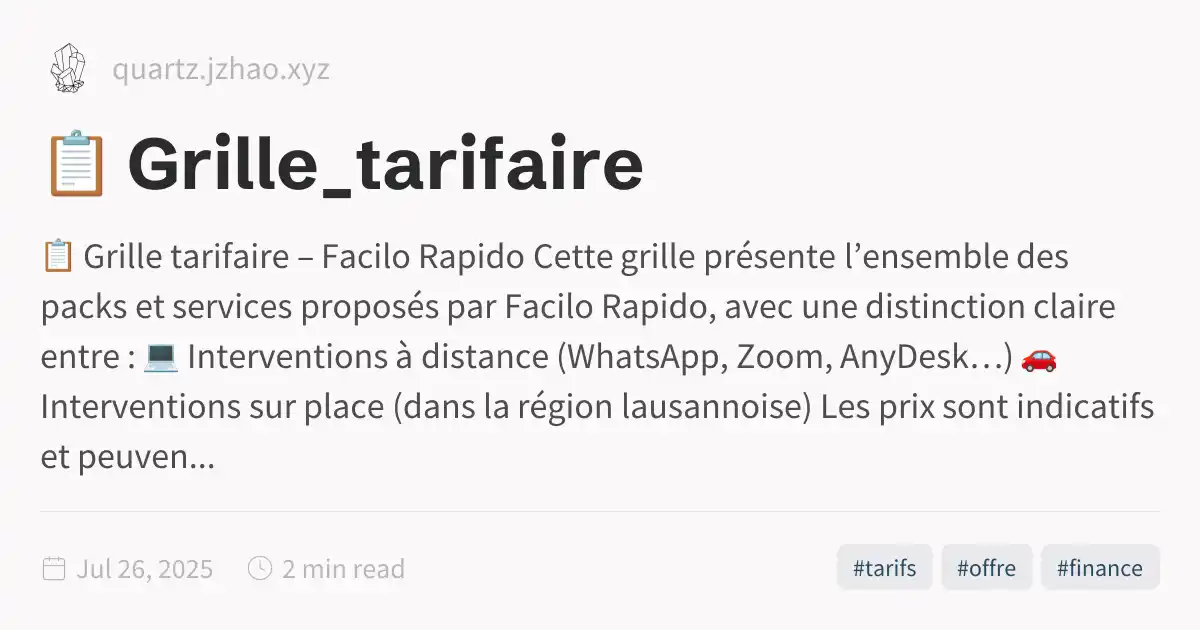 quartz.jzhao.xyz
📋 Grille_tarifaire
📋 Grille tarifaire – Facilo Rapido Cette grille présente l’ensemble des
packs et services proposés par Facilo Rapido, avec une distinction claire
entre : 💻 Interventions à distance (WhatsApp, Zoom, AnyDesk…) 🚗
Interventions sur place (dans la région lausannoise) Les prix sont indicatifs
et peuven...
Jul 26, 2025 2 min read #tarifs #offre #finance